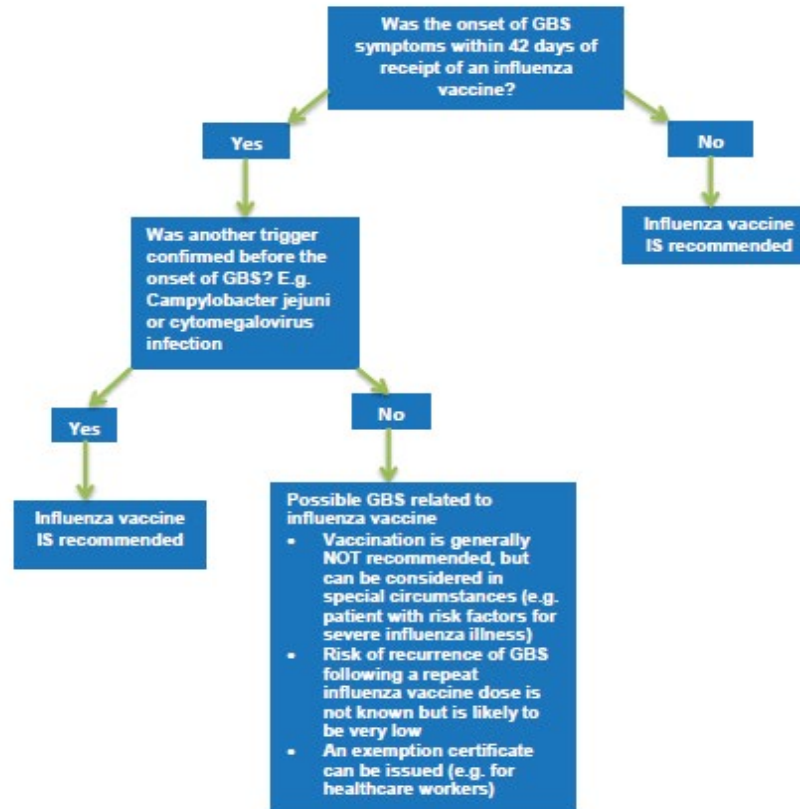 Was the onset of GBS
symptoms within 42 days of
receipt of an influenza
vaccine?
Yes
No
Influenza vaccine
IS recommended
Was another trigger
confirmed before the
onset of GBS? E.g.
Campylobacter jejuni
or cytomegalovirus
infection
Yes
No
Influenza vaccine
IS recommended
Possible GBS related to
influenza vaccine
• Vaccination is generally
NOT recommended, but
can be considered in
special circumstances (e.g.
patient with risk factors for
severe influenza illness)
• Risk of recurrence of GBS
following a repeat
influenza vaccine dose is
not known but is likely to
be very low
• An exemption certificate
can be issued (e.g. for
healthcare workers)